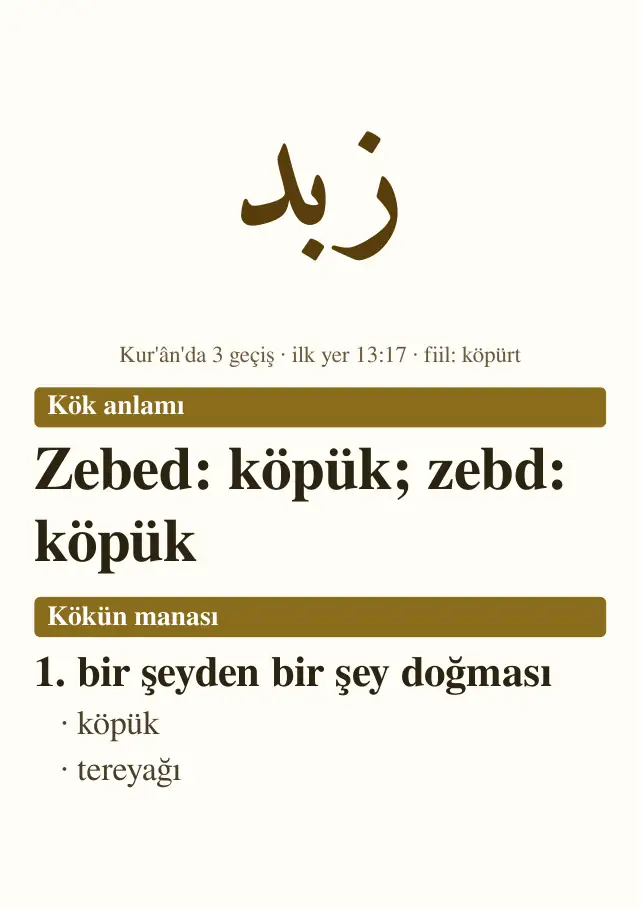 زبد
Kur'ân'da 3 geçiş · ilk yer 13:17 · fiil: köpürt
Kök anlamı
Zebed: köpük; zebd:
köpük
Kökün manası
1. bir şeyden bir şey doğması
· köpük
· tereyağı